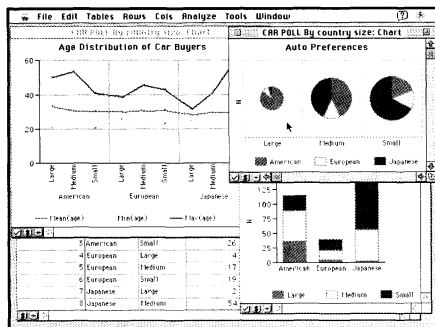 File Edit Tables Rows Cols Analyze Tools Window
CAR POLL By country size: Chart
Age Distribution of Car Buyers
60
40
20
0
Large
Medium
Small
Large
Medium
Small
Large
Medium
American
European
Japanese
Mean(age)
Min(age)
Max(age)
CAR POLL By country size: Chart
Auto Preferences
N
Large
Medium
Small
American
European
Japanese
N
125
100
75
50
25
0
American
European
Japanese
Large
Medium
Small
3 American Small 26
4 European Large 4
5 European Medium 17
6 European Small 19
7 Japanese Large 2
8 Japanese Medium 54